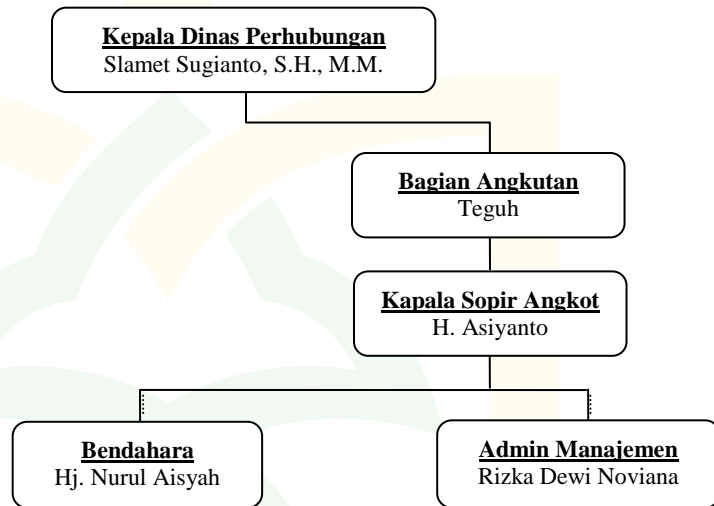 Kepala Dinas Perhubungan
Slamet Sugianto, S.H., M.M.
Bagian Angkutan
Teguh
Kapala Sopir Angkot
H. Asiyanto
Bendahara
Hj. Nurul Aisyah
Admin Manajemen
Rizka Dewi Noviana